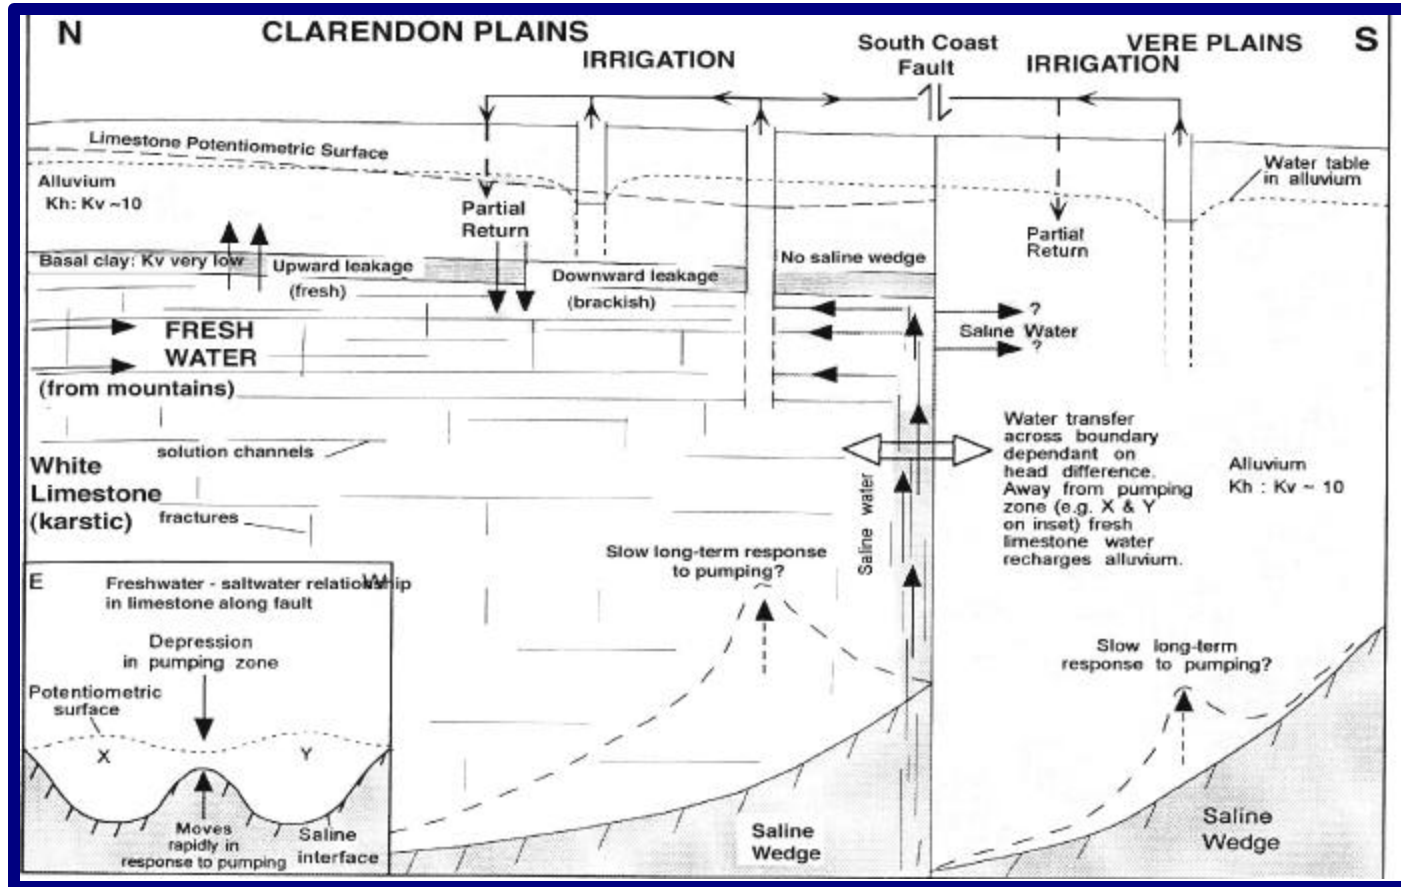 N
CLARENDON PLAINS
IRRIGATION
South Coast
Fault
VERE PLAINS
IRRIGATION
S
Limestone Potentiometric Surface
Alluvium
Kh: Kv ~10
Partial
Return
Water table
in alluvium
Partial
Return
Basal clay: Kv very low
Upward leakage
(fresh)
Downward leakage
(brackish)
No saline wedge
?
Saline Water
?
FRESH
WATER
(from mountains)
solution channels
White
Limestone
(karstic)
fractures
Saline water
Water transfer
across boundary
dependant on
head difference.
Away from pumping
zone (e.g. X & Y
on inset) fresh
limestone water
recharges alluvium.
Alluvium
Kh : Kv ~ 10
Slow long-term response
to pumping?
Slow long-term
response to pumping?
Saline
Wedge
Saline
Wedge
E
W
Freshwater - saltwater relationship
in limestone along fault
Depression
in pumping zone
Potentiometric
surface
X
Y
Moves
rapidly in
response to pumping
Saline
interface